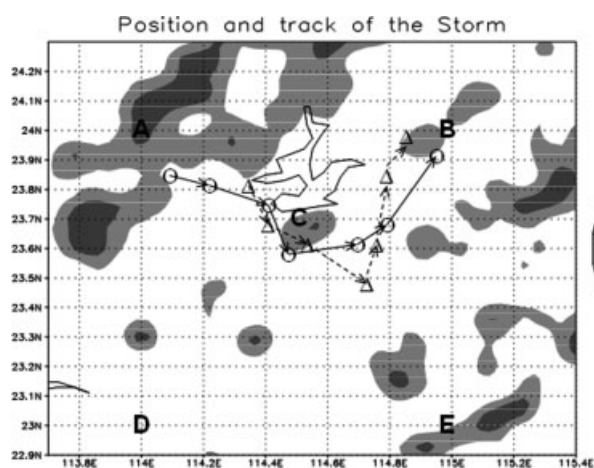 Position and track of the Storm
24.2N
24.1N
24N
A
B
23.9N
23.8N
23.7N
C
23.6N
23.5N
23.4N
23.3N
23.2N
23.1N
23N
D
E
22.9N
113.8E 114E 114.2E 114.4E 114.6E 114.8E 115E 115.2E 115.4E